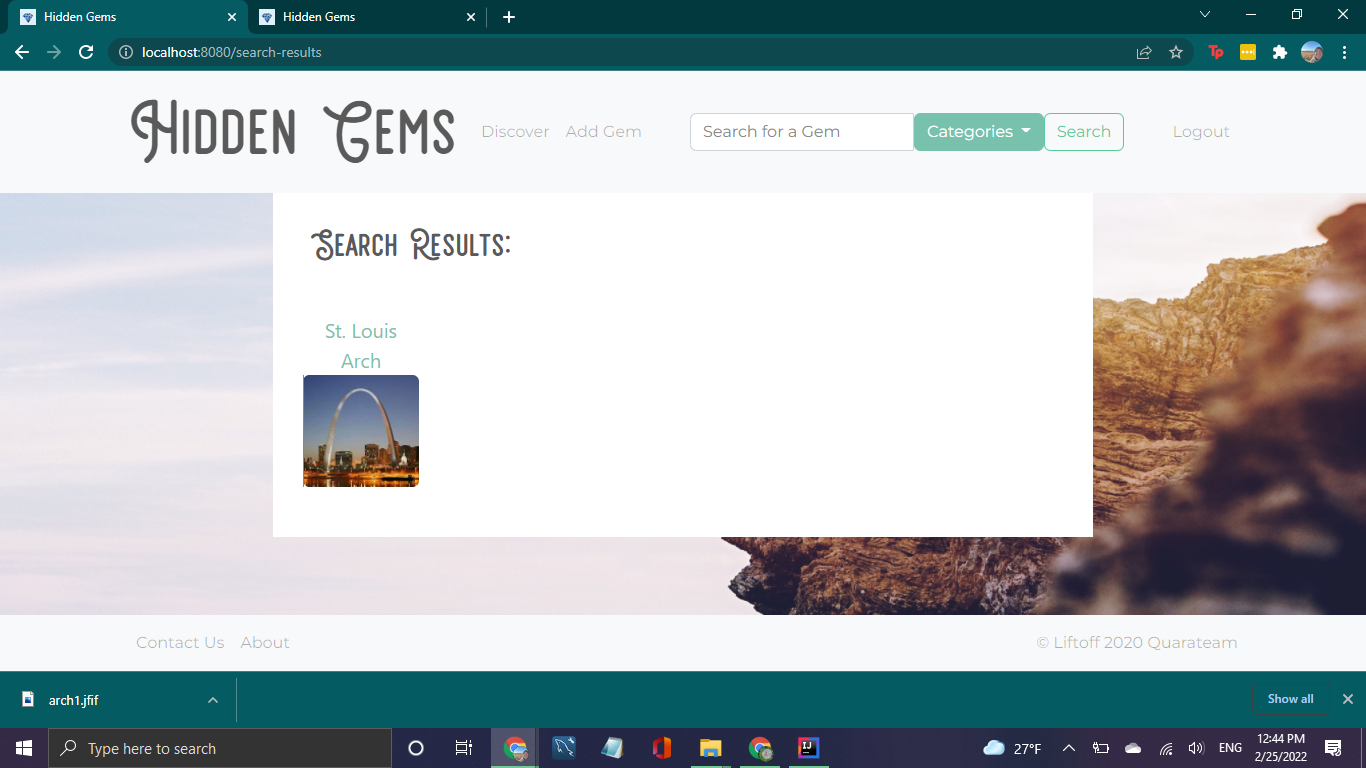 Hidden Gems
Hidden Gems
localhost:8080/search-results
Tp
Hidden Gems
Discover
Add Gem
Search for a Gem
Categories
Search
Logout
Search Results:
St. Louis
Arch
Contact Us
About
© Liftoff 2020 Quarateam
arch1.jfif
Show all
Type here to search
IJ
27°F
ENG
12:44 PM
2/25/2022